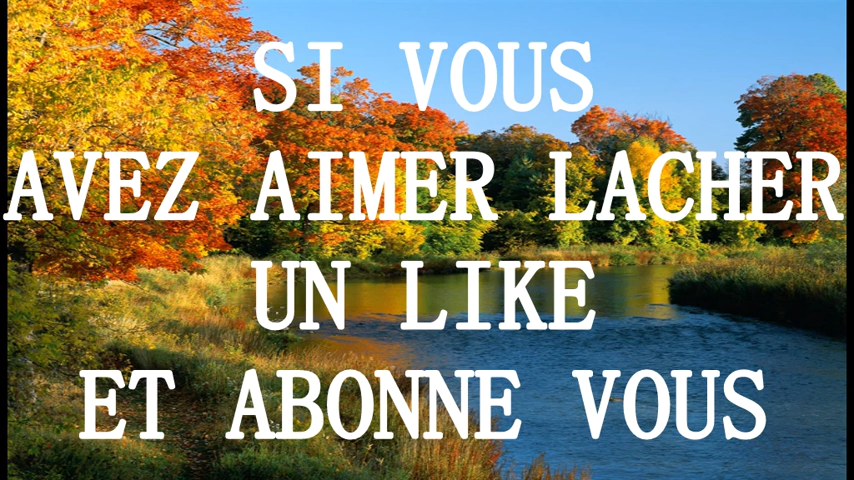 SI VOUS
AVEZ AIMER LACHER
UN LIKE
ET ABONNE VOUS